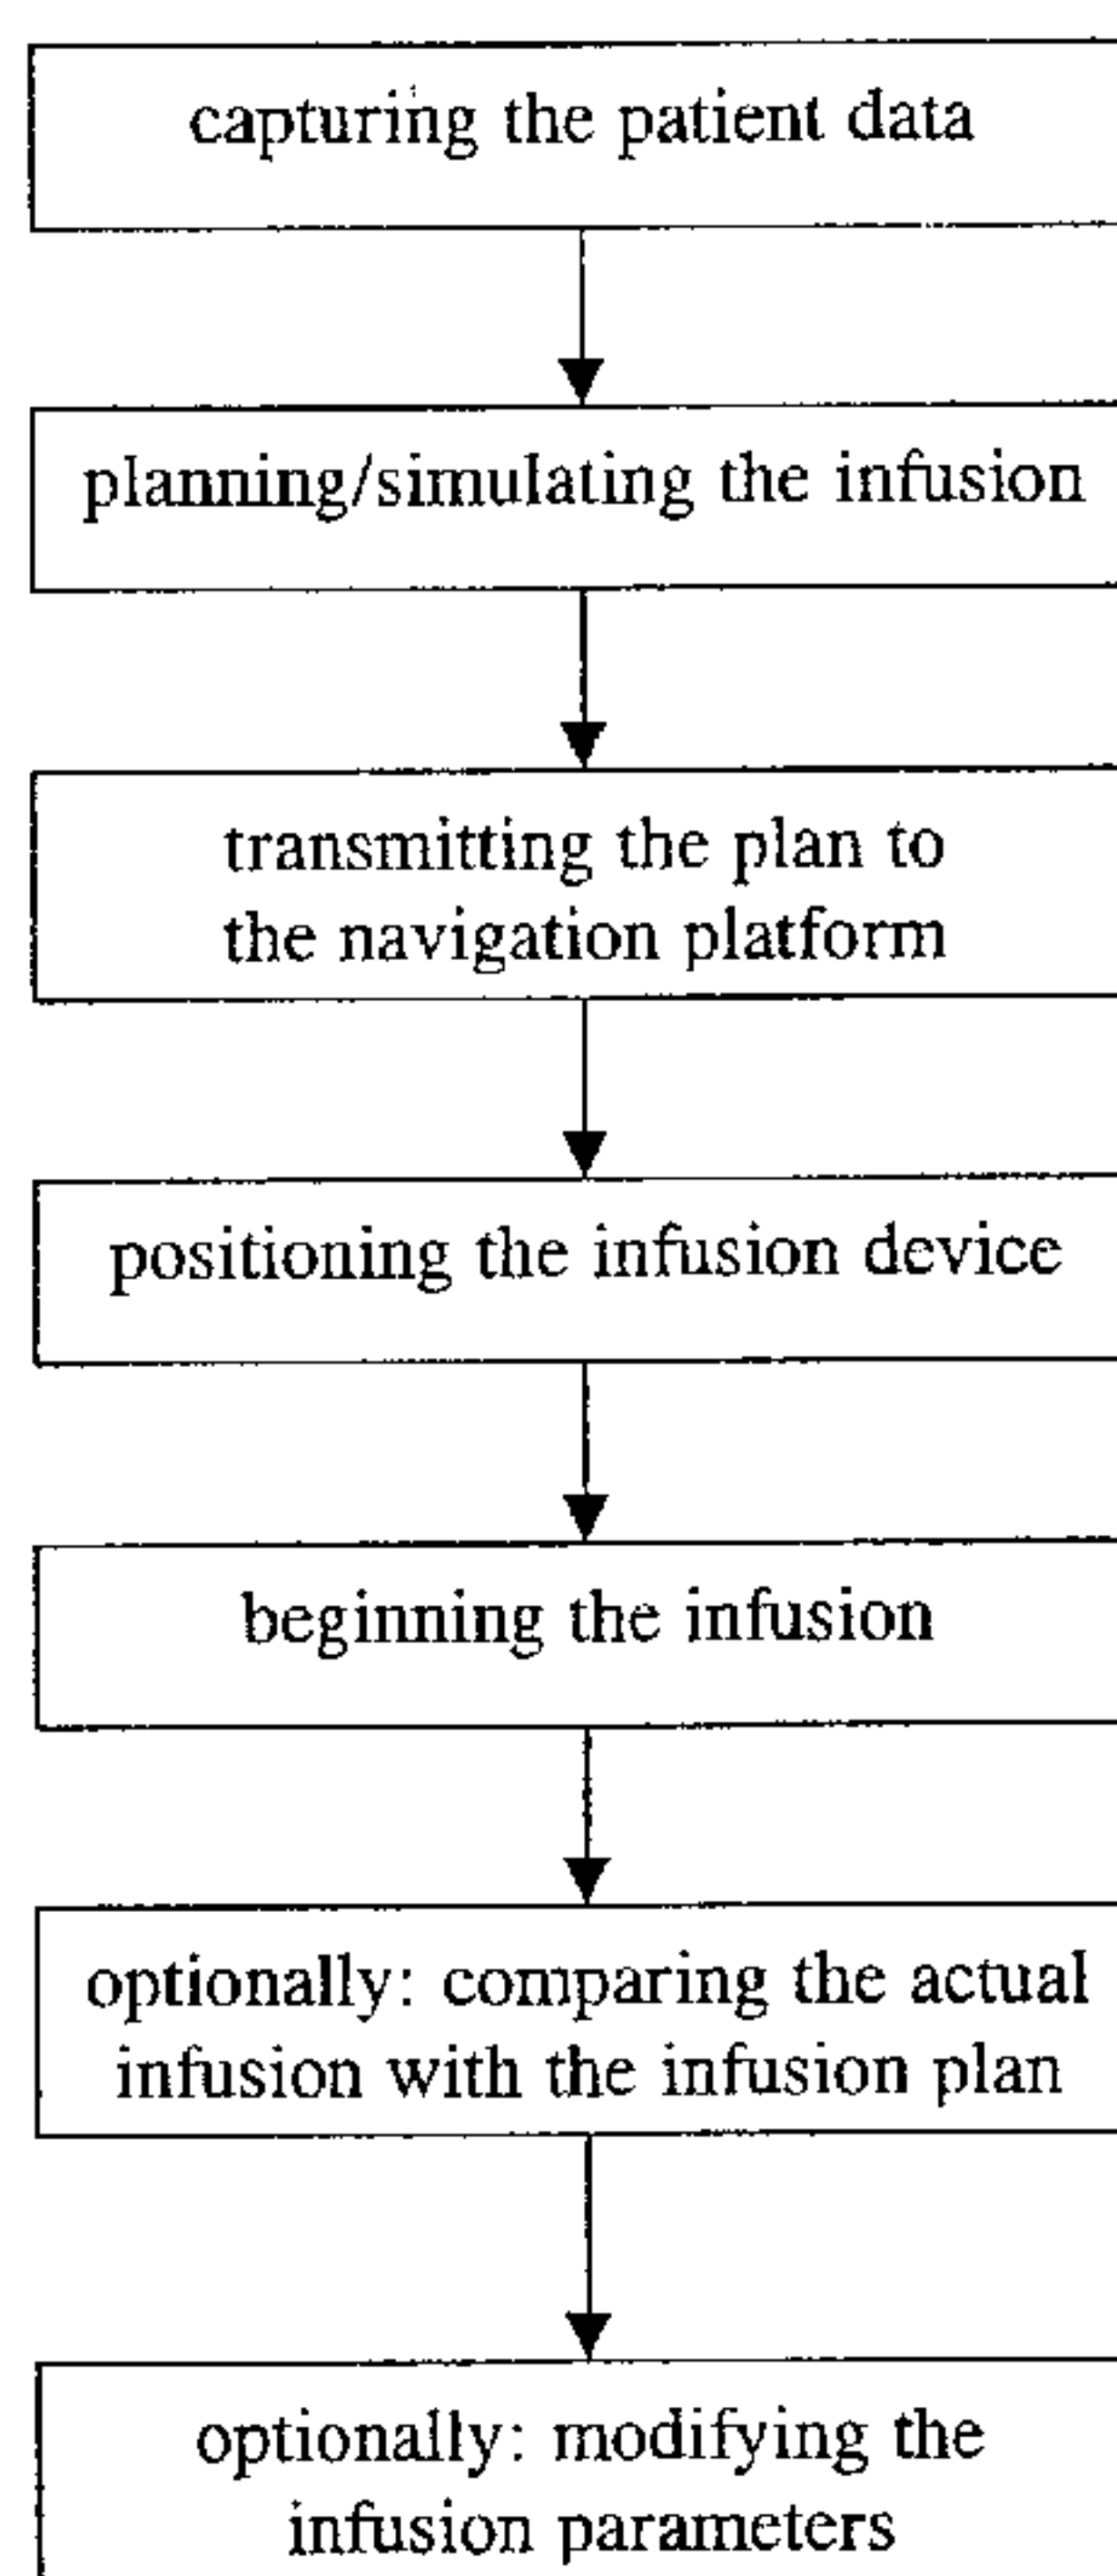 capturing the patient data
planning/simulating the infusion
transmitting the plan to
the navigation platform
positioning the infusion device
beginning the infusion
optionally: comparing the actual
infusion with the infusion plan
optionally: modifying the
infusion parameters